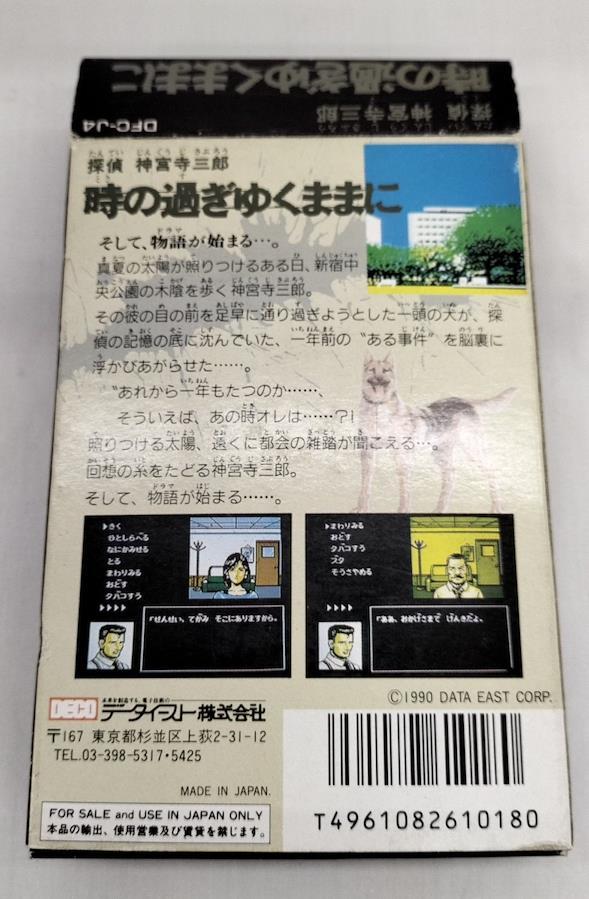 時の過ぎゆくままに
探偵 神宮寺三郎
DFC-J4
探偵 神宮寺三郎
時の過ぎゆくままに
そして、物語が始まる…。
真夏の太陽が照りつけるある日、新宿中
央公園の木陰を歩く神宮寺三郎。
その彼の目の前を足早に通り過ぎようとした一頭の犬が、探
偵の記憶の底に沈んでいた、一年前の“ある事件”を脳裏に
浮かびあがらせた……。
“あれから一年もたつのか……、
そういえば、あの時オレは……?!
照りつける太陽、遠くに都会の雑踏が聞こえる…。
回想の糸をたどる神宮寺三郎。
そして、物語が始まる……。
▶きく
ひとしらべる
なにかみせる
とる
まわりみる
おどす
タバコすう
▶▶▶▶
『せんせい、てがみ そこにありますから。
▶まわりみる
おどす
タバコすう
ブタ
そうさやめる
▶▶▶▶
『ああ、おかげさまで げんきだよ。
©1990 DATA EAST CORP.
未来を創造する、電子技術の
DECO データイースト株式会社
〒167 東京都杉並区上荻2-31-12
TEL.03-398-5317・5425
MADE IN JAPAN.
FOR SALE and USE IN JAPAN ONLY
本品の輸出、使用営業及び賃貸を禁じます。
T4961082610180